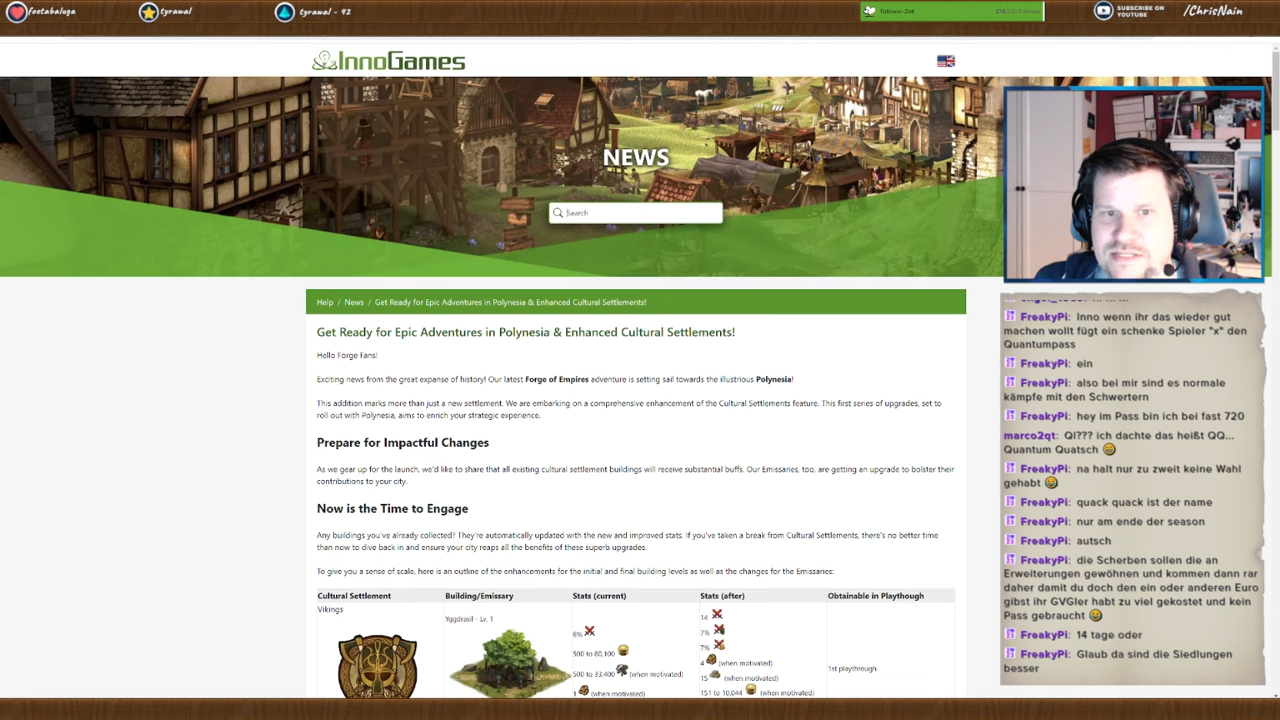 footabaluga
tyrawal
tyrawal - 92
Follower-Ziel
SUBSCRIBE ON
YOUTUBE
/ChrisNain
InnoGames
NEWS
Search
Help / News / Get Ready for Epic Adventures in Polynesia & Enhanced Cultural Settlements!
Get Ready for Epic Adventures in Polynesia & Enhanced Cultural Settlements!
Hello Forge Fans!
Exciting news from the great expanse of history! Our latest Forge of Empires adventure is setting sail towards the illustrious Polynesia!
This addition marks more than just a new settlement. We are embarking on a comprehensive enhancement of the Cultural Settlements feature. This first series of upgrades, set to
roll out with Polynesia, aims to enrich your strategic experience.
Prepare for Impactful Changes
As we gear up for the launch, we'd like to share that all existing cultural settlement buildings will receive substantial buffs. Our Emissaries, too, are getting an upgrade to bolster their
contributions to your city.
Now is the Time to Engage
Any buildings you've already collected? They're automatically updated with the new and improved stats. If you've taken a break from Cultural Settlements, there's no better time
than now to dive back in and ensure your city reaps all the benefits of these superb upgrades.
To give you a sense of scale, here is an outline of the enhancements for the initial and final building levels as well as the changes for the Emissaries:
Cultural Settlement Building/Emissary Stats (current) Stats (after) Obtainable in Playthough
Vikings
Yggdrasil - Lv. 1
6%
500 to 80,100
500 to 33,400 (when motivated)
1 (when motivated)
14
7%
7%
4 (when motivated)
15 (when motivated)
151 to 10,044 (when motivated)
1st playthrough
FreakyPi: Inno wenn ihr das wieder gut
machen wollt fügt ein schenke Spieler "x" den
Quantumpass
FreakyPi: ein
FreakyPi: also bei mir sind es normale
kämpfe mit den Schwertern
FreakyPi: hey im Pass bin ich bei fast 720
marco2qt: QI??? ich dachte das heißt QQ...
Quantum Quatsch
FreakyPi: na halt nur zu zweit keine Wahl
gehabt
FreakyPi: quack quack ist der name
FreakyPi: nur am ende der season
FreakyPi: autsch
FreakyPi: die Scherben sollen die an
Erweiterungen gewöhnen und kommen dann rar
daher damit du doch den ein oder anderen Euro
gibst ihr GVGler habt zu viel gekostet und kein
Pass gebraucht
FreakyPi: 14 tage oder
FreakyPi: Glaub da sind die Siedlungen
besser